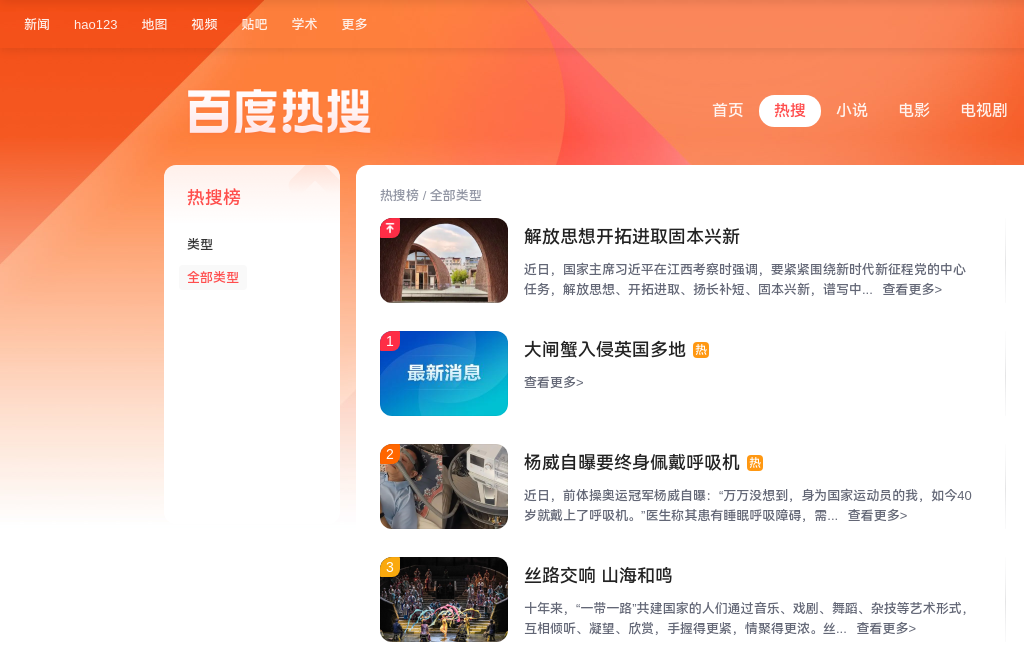 新闻 hao123 地图 视频 贴吧 学术 更多
百度热搜
首页 热搜 小说 电影 电视剧
热搜榜
类型
全部类型
热搜榜 / 全部类型
解放思想开拓进取固本兴新
近日，国家主席习近平在江西考察时强调，要紧紧围绕新时代新征程党的中心
任务，解放思想、开拓进取、扬长补短、固本兴新，谱写中... 查看更多>
1
最新消息
大闸蟹入侵英国多地 热
查看更多>
2
杨威自曝要终身佩戴呼吸机 热
近日，前体操奥运冠军杨威自曝：“万万没想到，身为国家运动员的我，如今40
岁就戴上了呼吸机。”医生称其患有睡眠呼吸障碍，需... 查看更多>
3
丝路交响 山海和鸣
十年来，“一带一路”共建国家的人们通过音乐、戏剧、舞蹈、杂技等艺术形式，
互相倾听、凝望、欣赏，手握得更紧，情聚得更浓。丝... 查看更多>